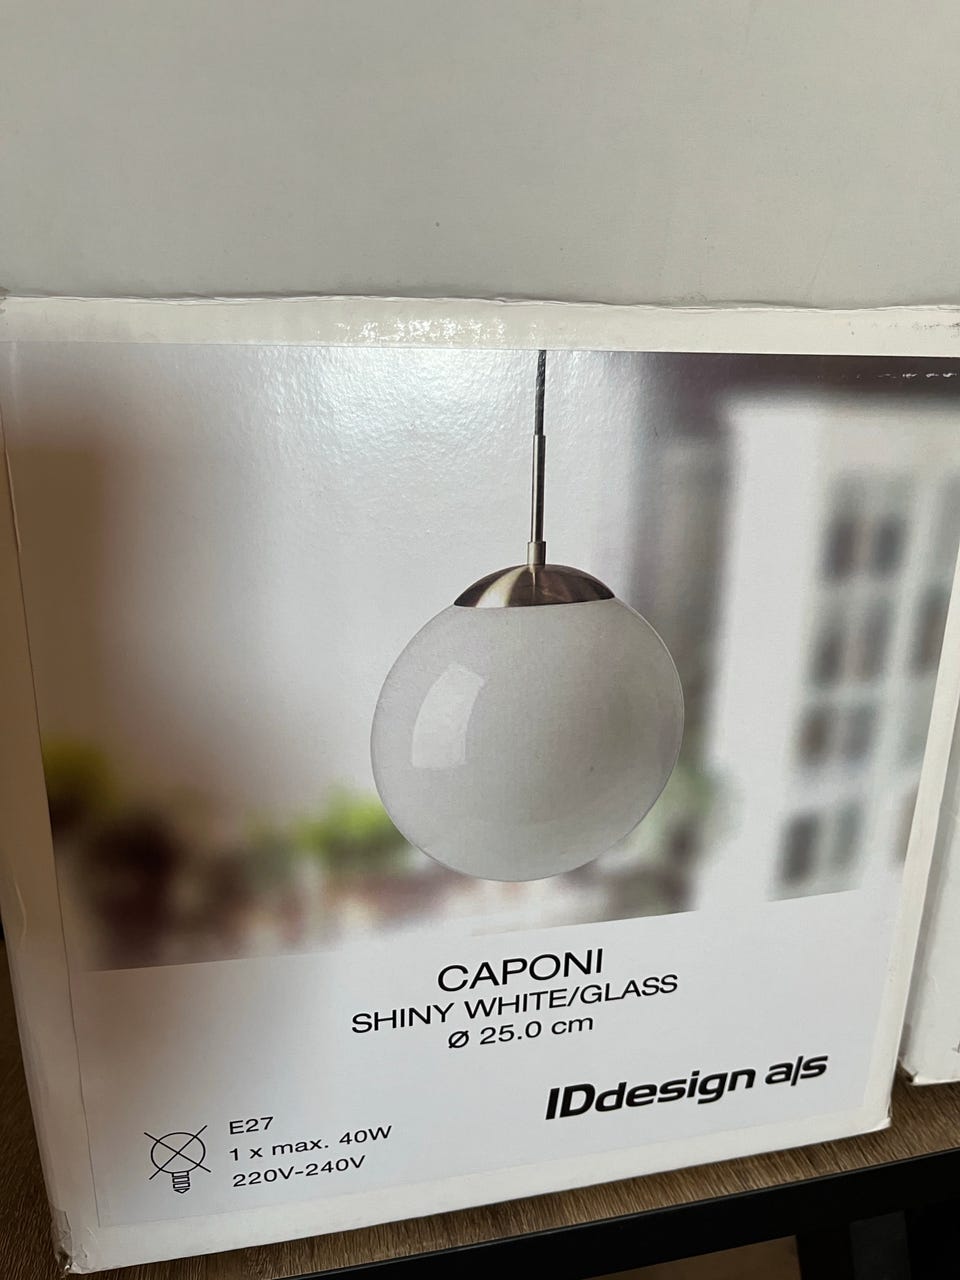 CAPONI
SHINY WHITE/GLASS
Ø 25.0 cm
IDdesign a|s
E27
1 x max. 40W
220V-240V